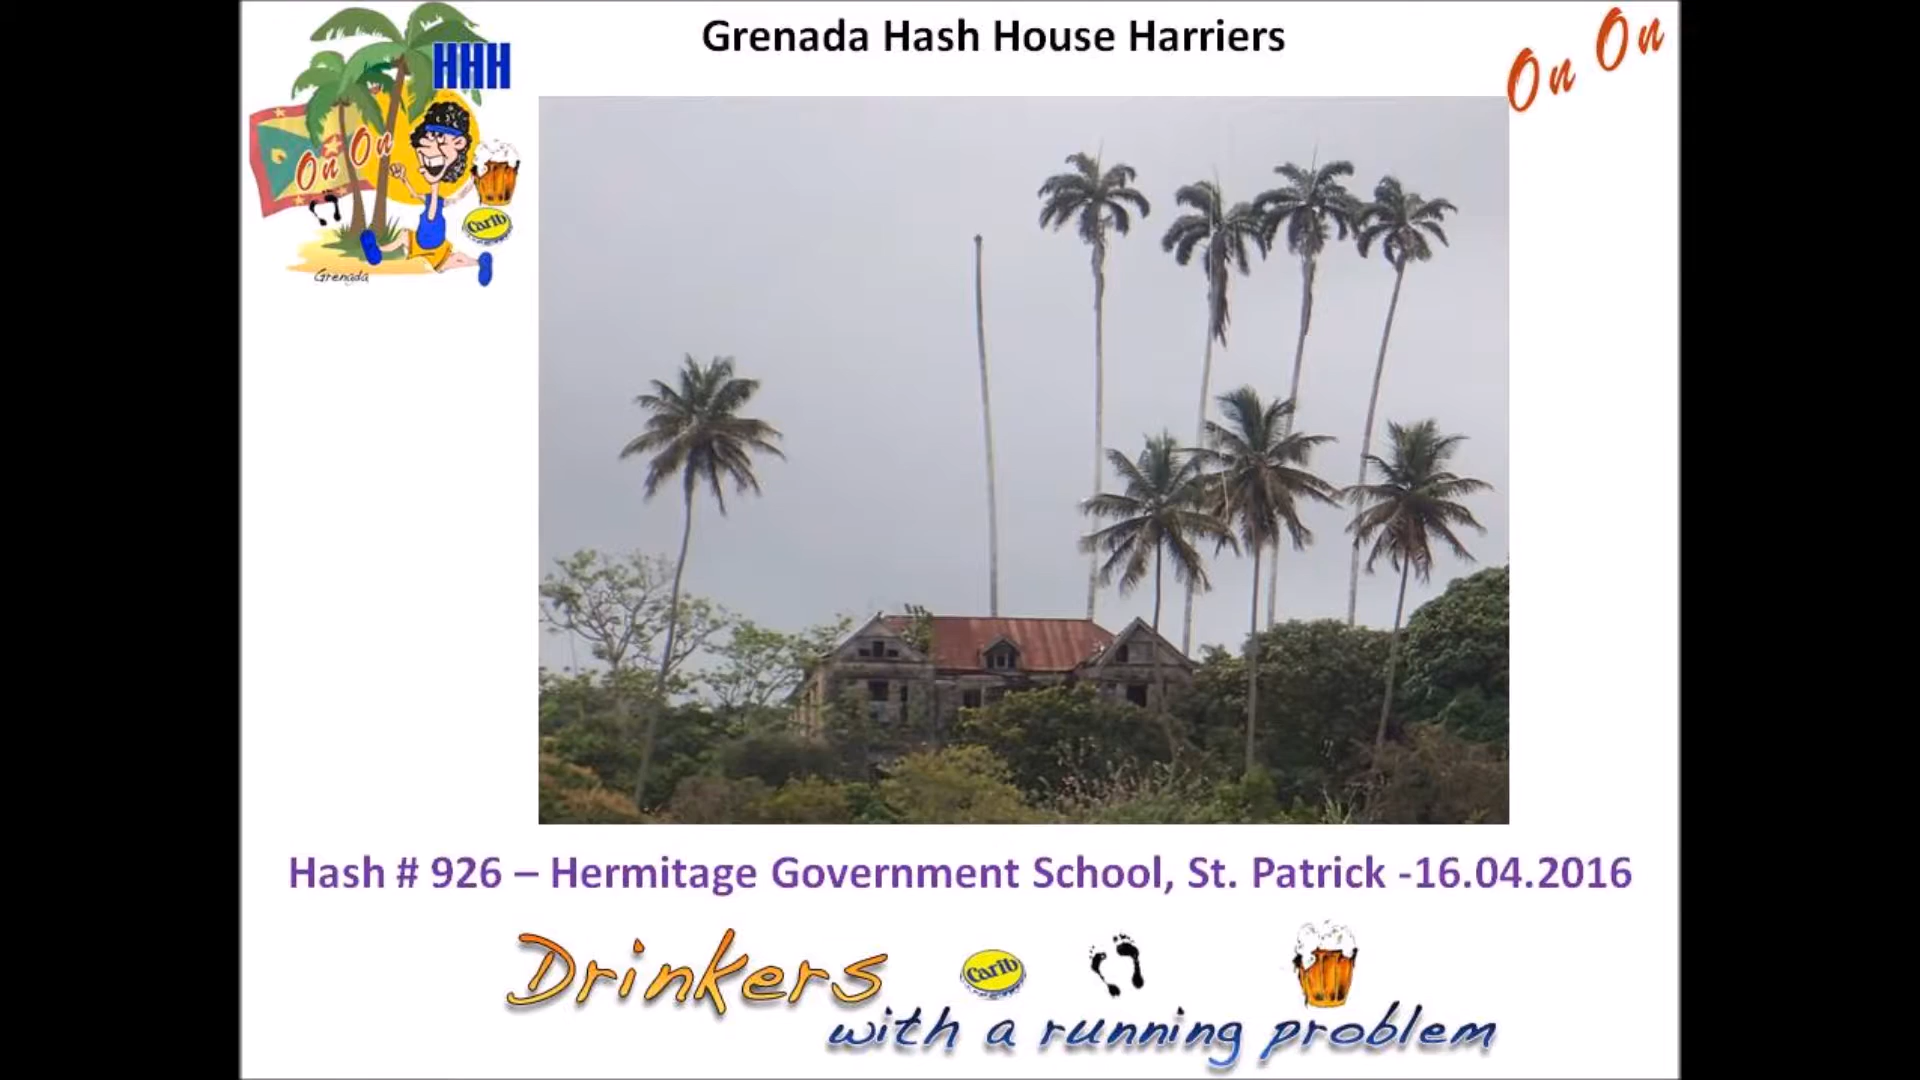 Grenada Hash House Harriers
On On
HHH
On On
Carib
Grenada
Hash # 926 – Hermitage Government School, St. Patrick -16.04.2016
Drinkers
Carib
with a running problem